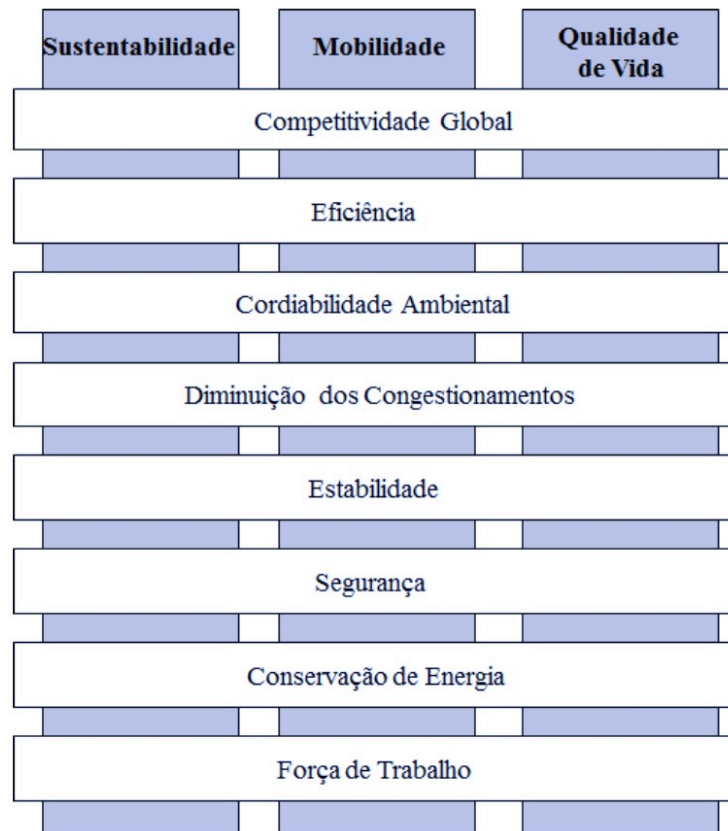 Sustentabilidade
Mobilidade
Qualidade
de Vida
Competitividade Global
Eficiência
Cordiabilidade Ambiental
Diminuição dos Congestionamentos
Estabilidade
Segurança
Conservação de Energia
Força de Trabalho